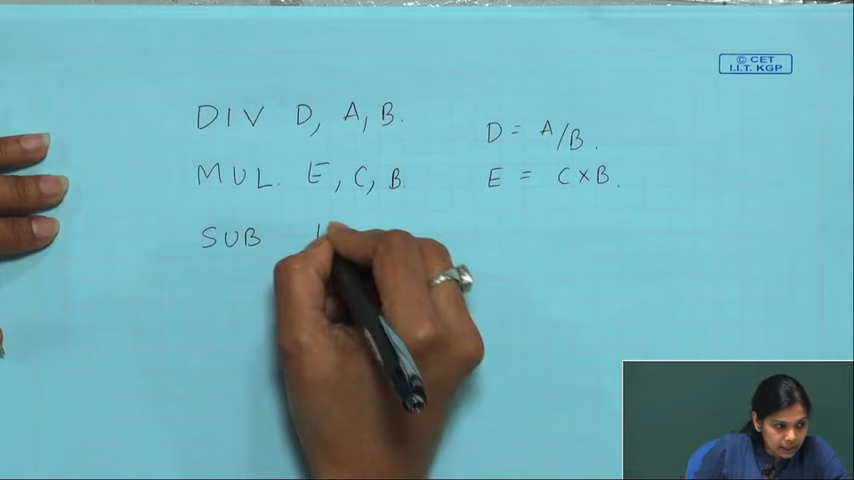 © CET
I.I.T. KGP
DIV D, A, B.
D = A/B.
MUL. E, C, B.
E = C×B.
SUB